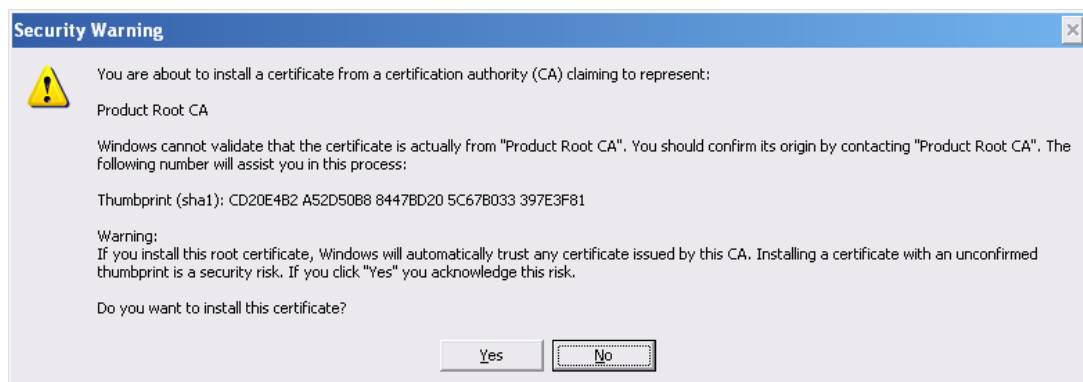 Security Warning
You are about to install a certificate from a certification authority (CA) claiming to represent:
Product Root CA
Windows cannot validate that the certificate is actually from "Product Root CA". You should confirm its origin by contacting "Product Root CA". The
following number will assist you in this process:
Thumbprint (sha1): CD20E4B2 A52D50B8 8447BD20 5C67B033 397E3F81
Warning:
If you install this root certificate, Windows will automatically trust any certificate issued by this CA. Installing a certificate with an unconfirmed
thumbprint is a security risk. If you click "Yes" you acknowledge this risk.
Do you want to install this certificate?
Yes
No